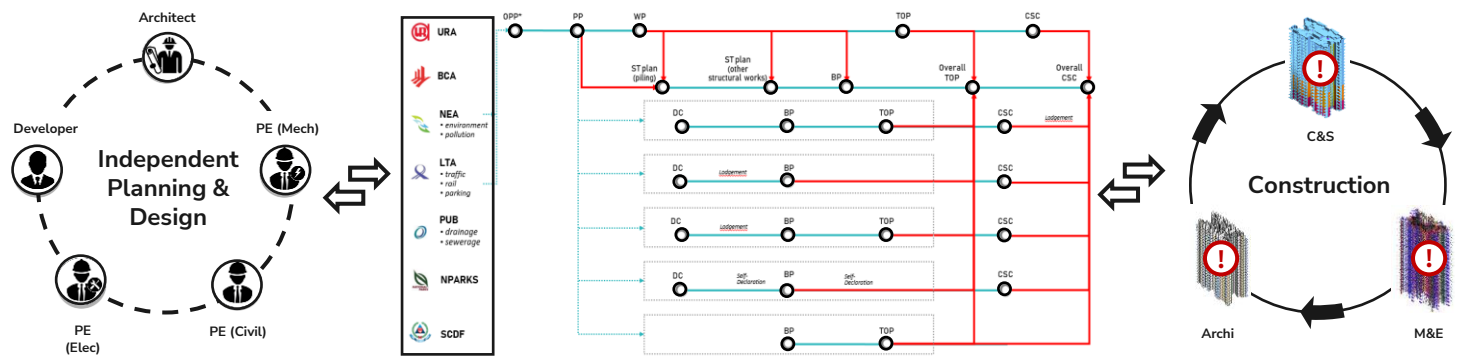 Architect
Developer
PE (Mech)
Independent
Planning &
Design
PE
(Elec)
PE (Civil)
URA
BCA
NEA
• environment
• pollution
LTA
• traffic
• rail
• parking
PUB
• drainage
• sewerage
NPARKS
SCDF
OPP*
PP
WP
TOP
CSC
ST plan
(piling)
ST plan
(other
structural works)
BP
Overall
TOP
Overall
CSC
DC
BP
TOP
CSC
Lodgement
DC
Lodgement
BP
CSC
DC
Lodgement
BP
TOP
CSC
DC
Self-
Declaration
BP
Self-
Declaration
CSC
BP
TOP
!
C&S
Construction
!
Archi
!
M&E